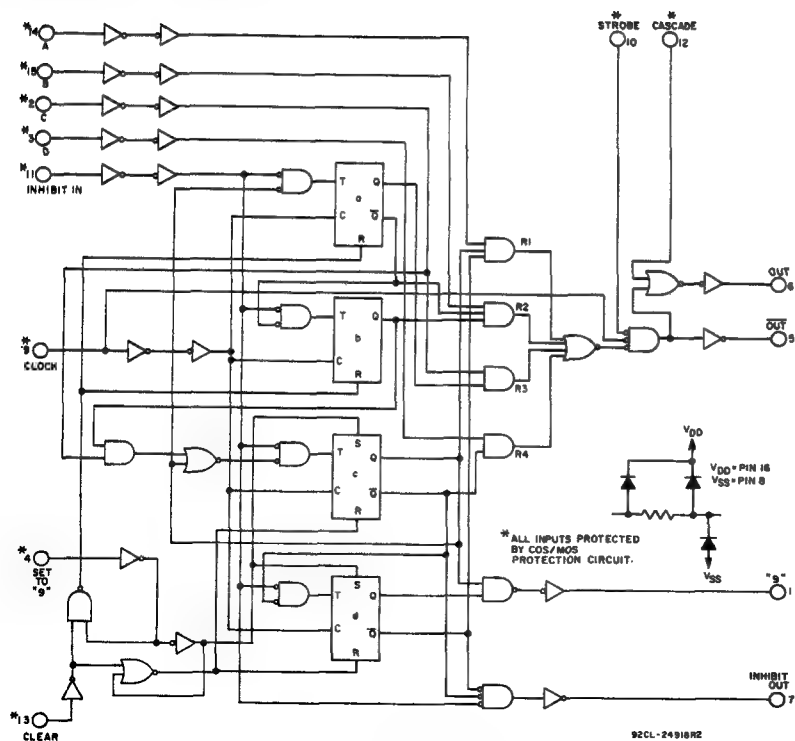 *14
A
*15
B
*2
C
*3
D
*11
INHIBIT IN
*
STROBE
10
*
CASCADE
12
T Q
a
C Q̅
R
T Q
b
C
R
*9
CLOCK
R1
R2
R3
R4
OUT
6
O̅U̅T̅
5
S
T Q
c
C Q̅
R
VDD
VDD = PIN 16
VSS = PIN 8
VSS
* ALL INPUTS PROTECTED
BY COS/MOS
PROTECTION CIRCUIT.
*4
SET
TO
"9"
S
T Q
d
C Q̅
R
"9"
1
INHIBIT
OUT
7
*13
CLEAR
92CL-24918R2